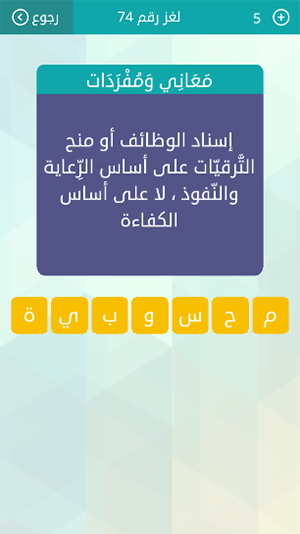 رجوع لغز رقم 74 5
مَعَانِي وَمُفْرَدَات
إسناد الوظائف أو منح
التَّرقيّات على أساس الرِّعاية
والنّفوذ ، لا على أساس
الكفاءة
م ح س و ب ي ة